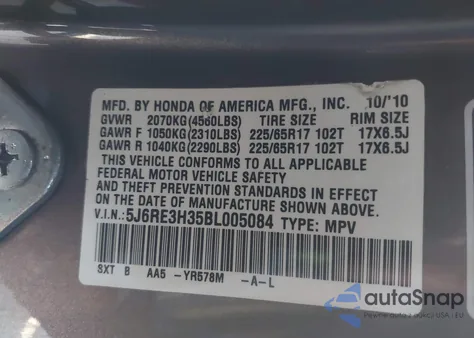 MFD. BY HONDA OF AMERICA MFG., INC. 10/'10
GVWR 2070KG(4560LBS) TIRE SIZE RIM SIZE
GAWR F 1050KG(2310LBS) 225/65R17 102T 17X6.5J
GAWR R 1040KG(2290LBS) 225/65R17 102T 17X6.5J
THIS VEHICLE CONFORMS TO ALL APPLICABLE
FEDERAL MOTOR VEHICLE SAFETY
AND THEFT PREVENTION STANDARDS IN EFFECT
ON THE DATE OF MANUFACTURE SHOWN ABOVE.
V.I.N: 5J6RE3H35BL005084 TYPE: MPV
SXT B AA5 -YR578M -A-L
autoSnap